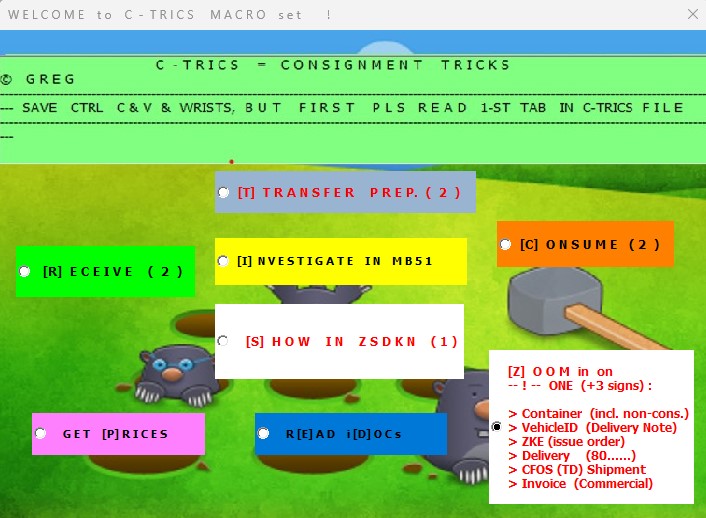 WELCOME to C - TRICS MACRO set !
C - TRICS = CONSIGNMENT TRICKS
© GREG
--- SAVE CTRL C & V & WRISTS, BUT FIRST PLS READ 1-ST TAB IN C-TRICS FILE
---
[T] TRANSFER PREP. ( 2 )
[C] ONSUME ( 2 )
[R] ECEIVE ( 2 )
[I] NVESTIGATE IN MB51
[S] HOW IN ZSDKN (1)
[Z] OOM in on
-- ! -- ONE (+3 signs) :
> Container (incl. non-cons.)
> VehicleID (Delivery Note)
> ZKE (issue order)
> Delivery (80......)
> CFOS (TD) Shipment
> Invoice (Commercial)
GET [P]RICES
R[E]AD i[D]OCs